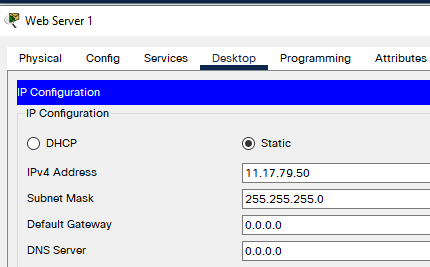 Web Server 1
Physical Config Services Desktop Programming Attributes
IP Configuration
IP Configuration
DHCP Static
IPv4 Address 11.17.79.50
Subnet Mask 255.255.255.0
Default Gateway 0.0.0.0
DNS Server 0.0.0.0